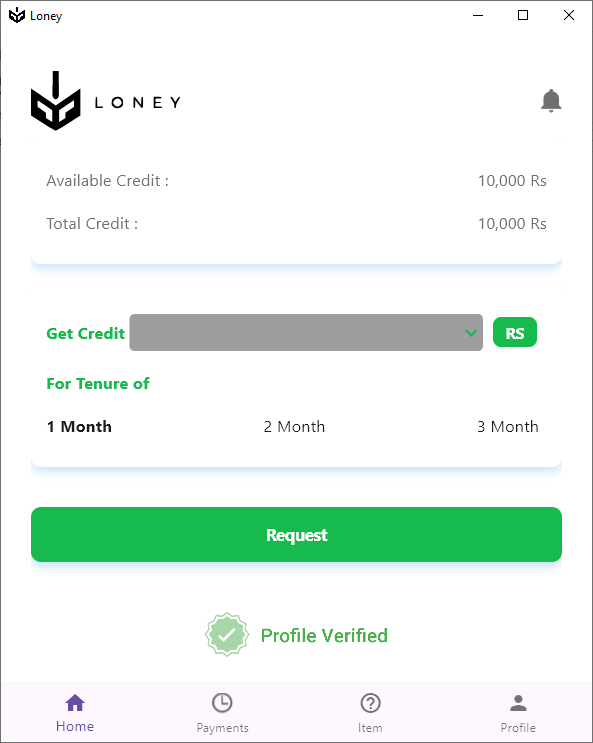 Loney
LONEY
Available Credit : 10,000 Rs
Total Credit : 10,000 Rs
Get Credit RS
For Tenure of
1 Month 2 Month 3 Month
Request
Profile Verified
Home Payments Item Profile